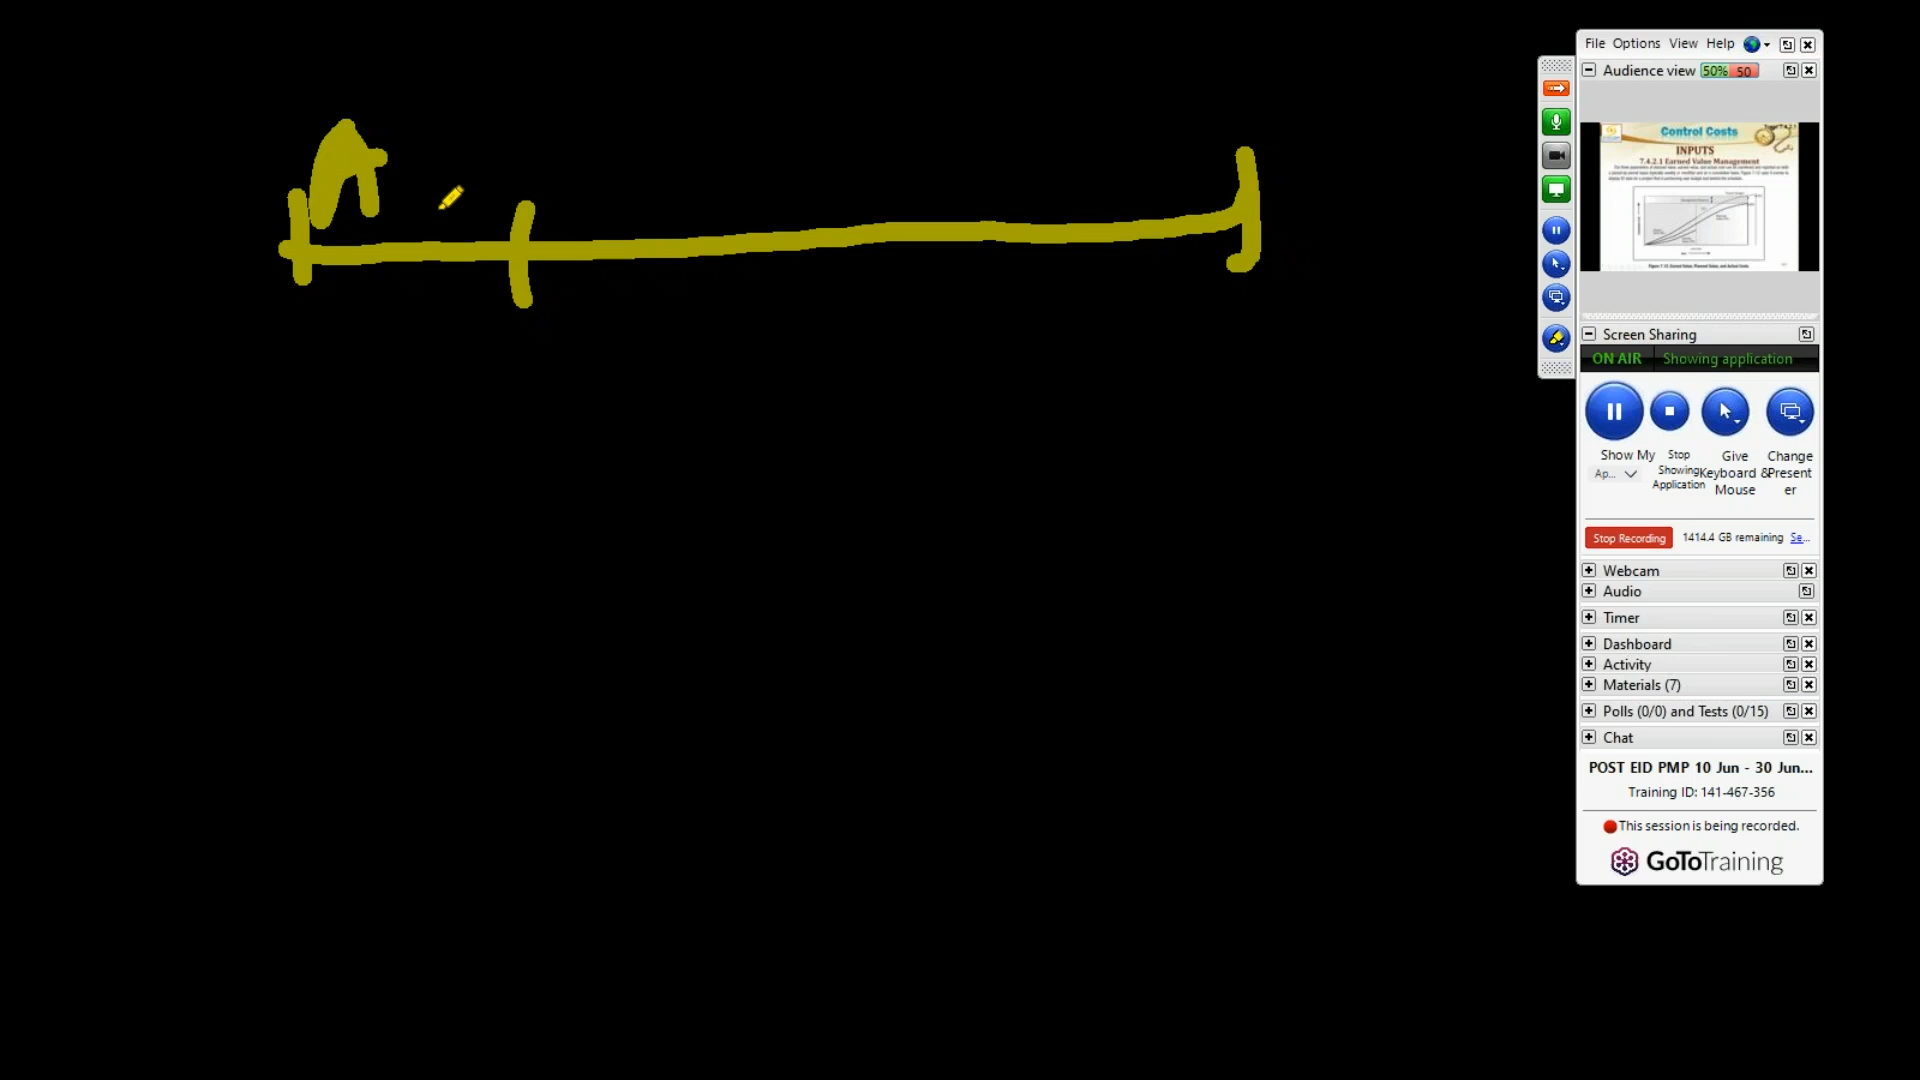 File Options View Help
Audience view 50% 50
Control Costs
INPUTS
7.4.2.1 Earned Value Management
Screen Sharing
ON AIR Showing application
Show My
Ap...
Stop Showing Application
Give Keyboard & Mouse
Change Presenter
Stop Recording 1414.4 GB remaining Se...
Webcam
Audio
Timer
Dashboard
Activity
Materials (7)
Polls (0/0) and Tests (0/15)
Chat
POST EID PMP 10 Jun - 30 Jun...
Training ID: 141-467-356
This session is being recorded.
GoToTraining